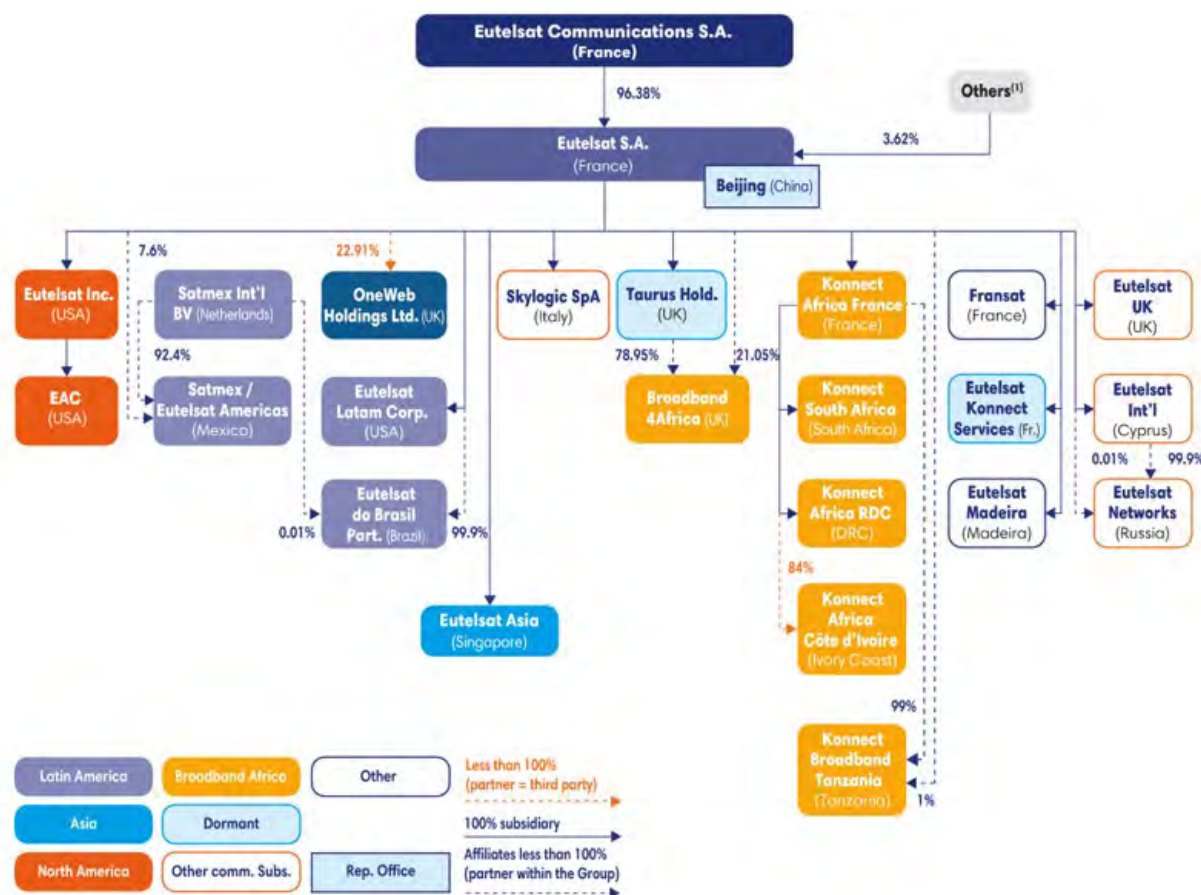 Eutelsat Communications S.A.
(France)
96.38%
Others(1)
Eutelsat S.A.
(France)
3.62%
Beijing (China)
7.6%
22.91%
Eutelsat Inc.
(USA)
Satmex Int'l
BV (Netherlands)
OneWeb
Holdings Ltd. (UK)
Skylogic SpA
(Italy)
Taurus Hold.
(UK)
Konnect
Africa France
(France)
Fransat
(France)
Eutelsat
UK
(UK)
92.4%
78.95%
21.05%
EAC
(USA)
Satmex /
Eutelsat Americas
(Mexico)
Eutelsat
Latam Corp.
(USA)
Broadband
4Africa (UK)
Konnect
South Africa
(South Africa)
Eutelsat
Konnect
Services (Fr.)
Eutelsat
Int'l
(Cyprus)
0.01%
99.9%
Eutelsat
do Brasil
Part. (Brazil)
0.01%
99.9%
Konnect
Africa RDC
(DRC)
Eutelsat
Madeira
(Madeira)
Eutelsat
Networks
(Russia)
84%
Konnect
Africa
Côte d'Ivoire
(Ivory Coast)
Eutelsat Asia
(Singapore)
99%
Konnect
Broadband
Tanzania
(Tanzania)
1%
Latin America
Broadband Africa
Other
Less than 100%
(partner = third party)
Asia
Dormant
100% subsidiary
North America
Other comm. Subs.
Rep. Office
Affiliates less than 100%
(partner within the Group)